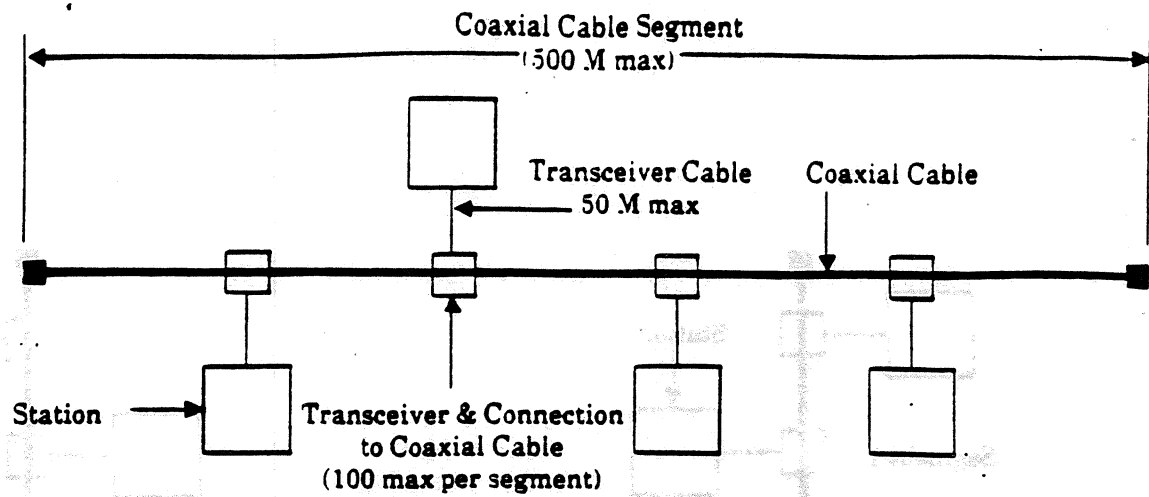 Coaxial Cable Segment
(500 M max)
Transceiver Cable
50 M max
Coaxial Cable
Station
Transceiver & Connection
to Coaxial Cable
(100 max per segment)